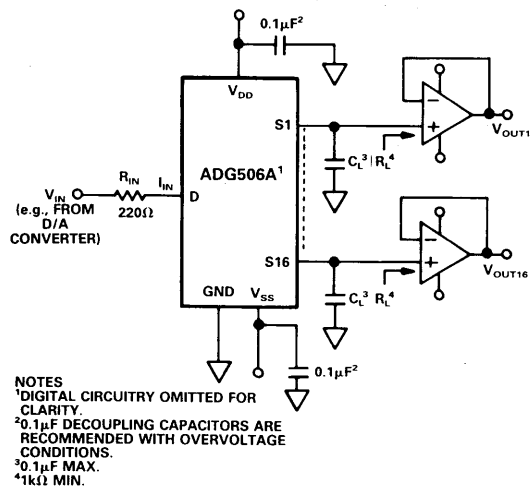 0.1µF²
V_DD
S1
ADG506A¹
R_IN
I_IN
V_IN
220Ω
D
(e.g., FROM
D/A
CONVERTER)
C_L³ R_L⁴
−
+
V_OUT1
S16
C_L³ R_L⁴
−
+
V_OUT16
GND
V_SS
0.1µF²
NOTES
¹DIGITAL CIRCUITRY OMITTED FOR
CLARITY.
²0.1µF DECOUPLING CAPACITORS ARE
RECOMMENDED WITH OVERVOLTAGE
CONDITIONS.
³0.1µF MAX.
⁴1kΩ MIN.